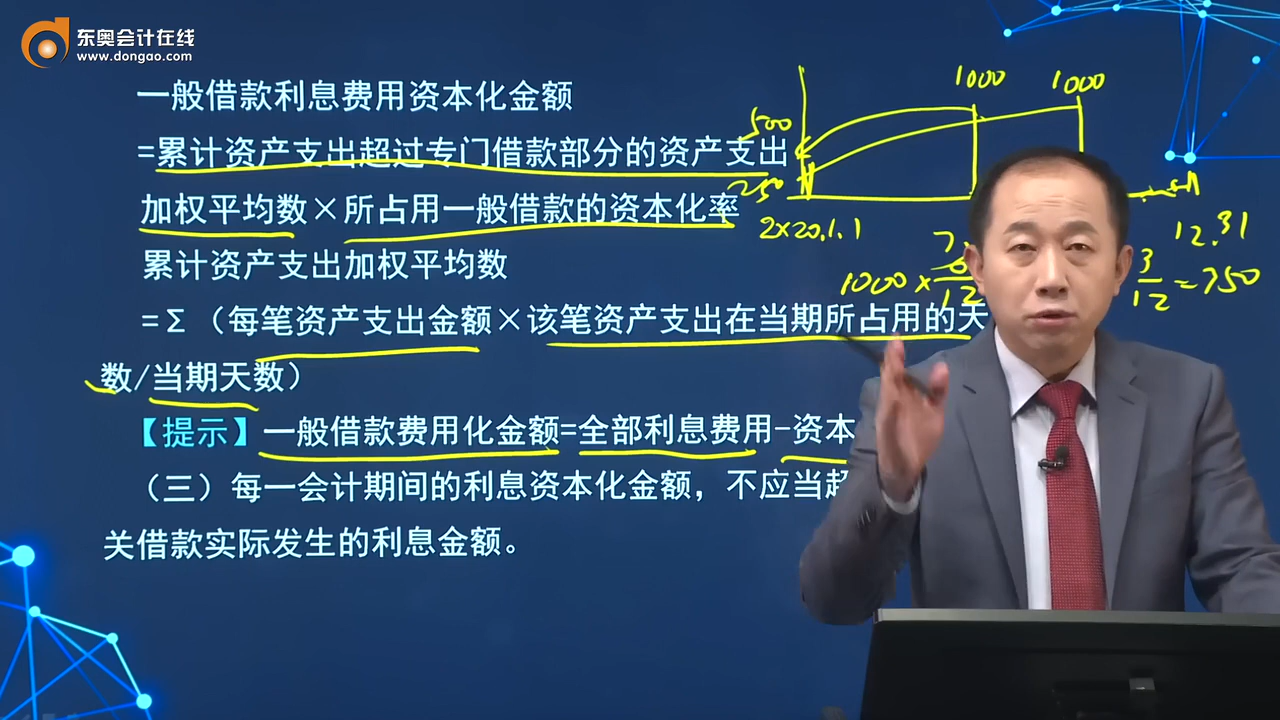 东奥会计在线
www.dongao.com
一般借款利息费用资本化金额
=累计资产支出超过专门借款部分的资产支出
加权平均数×所占用一般借款的资本化率
累计资产支出加权平均数
=Σ（每笔资产支出金额×该笔资产支出在当期所占用的天
数/当期天数）
【提示】一般借款费用化金额=全部利息费用-资本
（三）每一会计期间的利息资本化金额，不应当超
关借款实际发生的利息金额。
1000 1000
500
250
2×20.1.1
12.31
1000×
12
3
12 =750